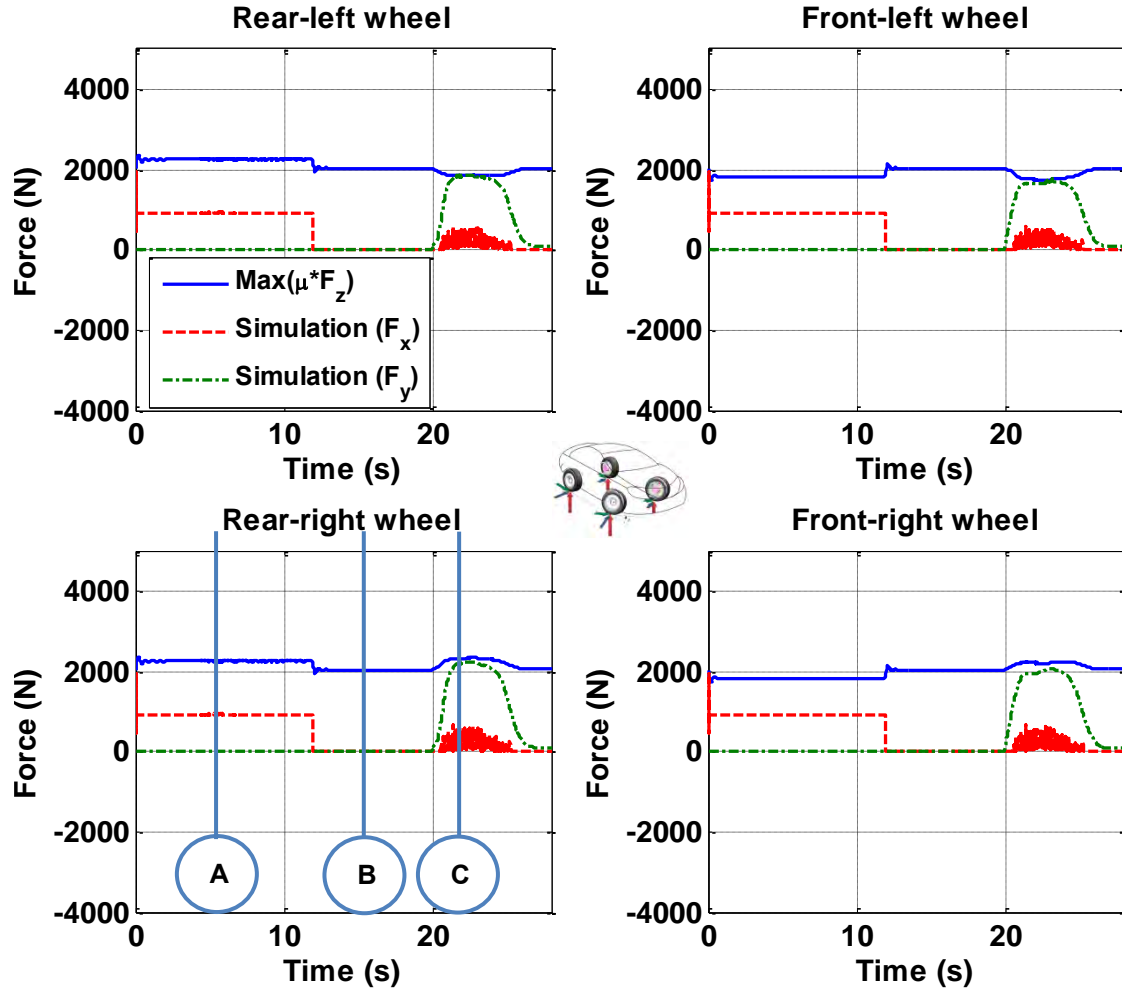 Rear-left wheel
Force (N)
4000
2000
0
-2000
-4000
Max(μ*F_z)
Simulation (F_x)
Simulation (F_y)
0 10 20
Time (s)
Front-left wheel
Force (N)
4000
2000
0
-2000
-4000
0 10 20
Time (s)
Rear-right wheel
Force (N)
4000
2000
0
-2000
-4000
A B C
0 10 20
Time (s)
Front-right wheel
Force (N)
4000
2000
0
-2000
-4000
0 10 20
Time (s)